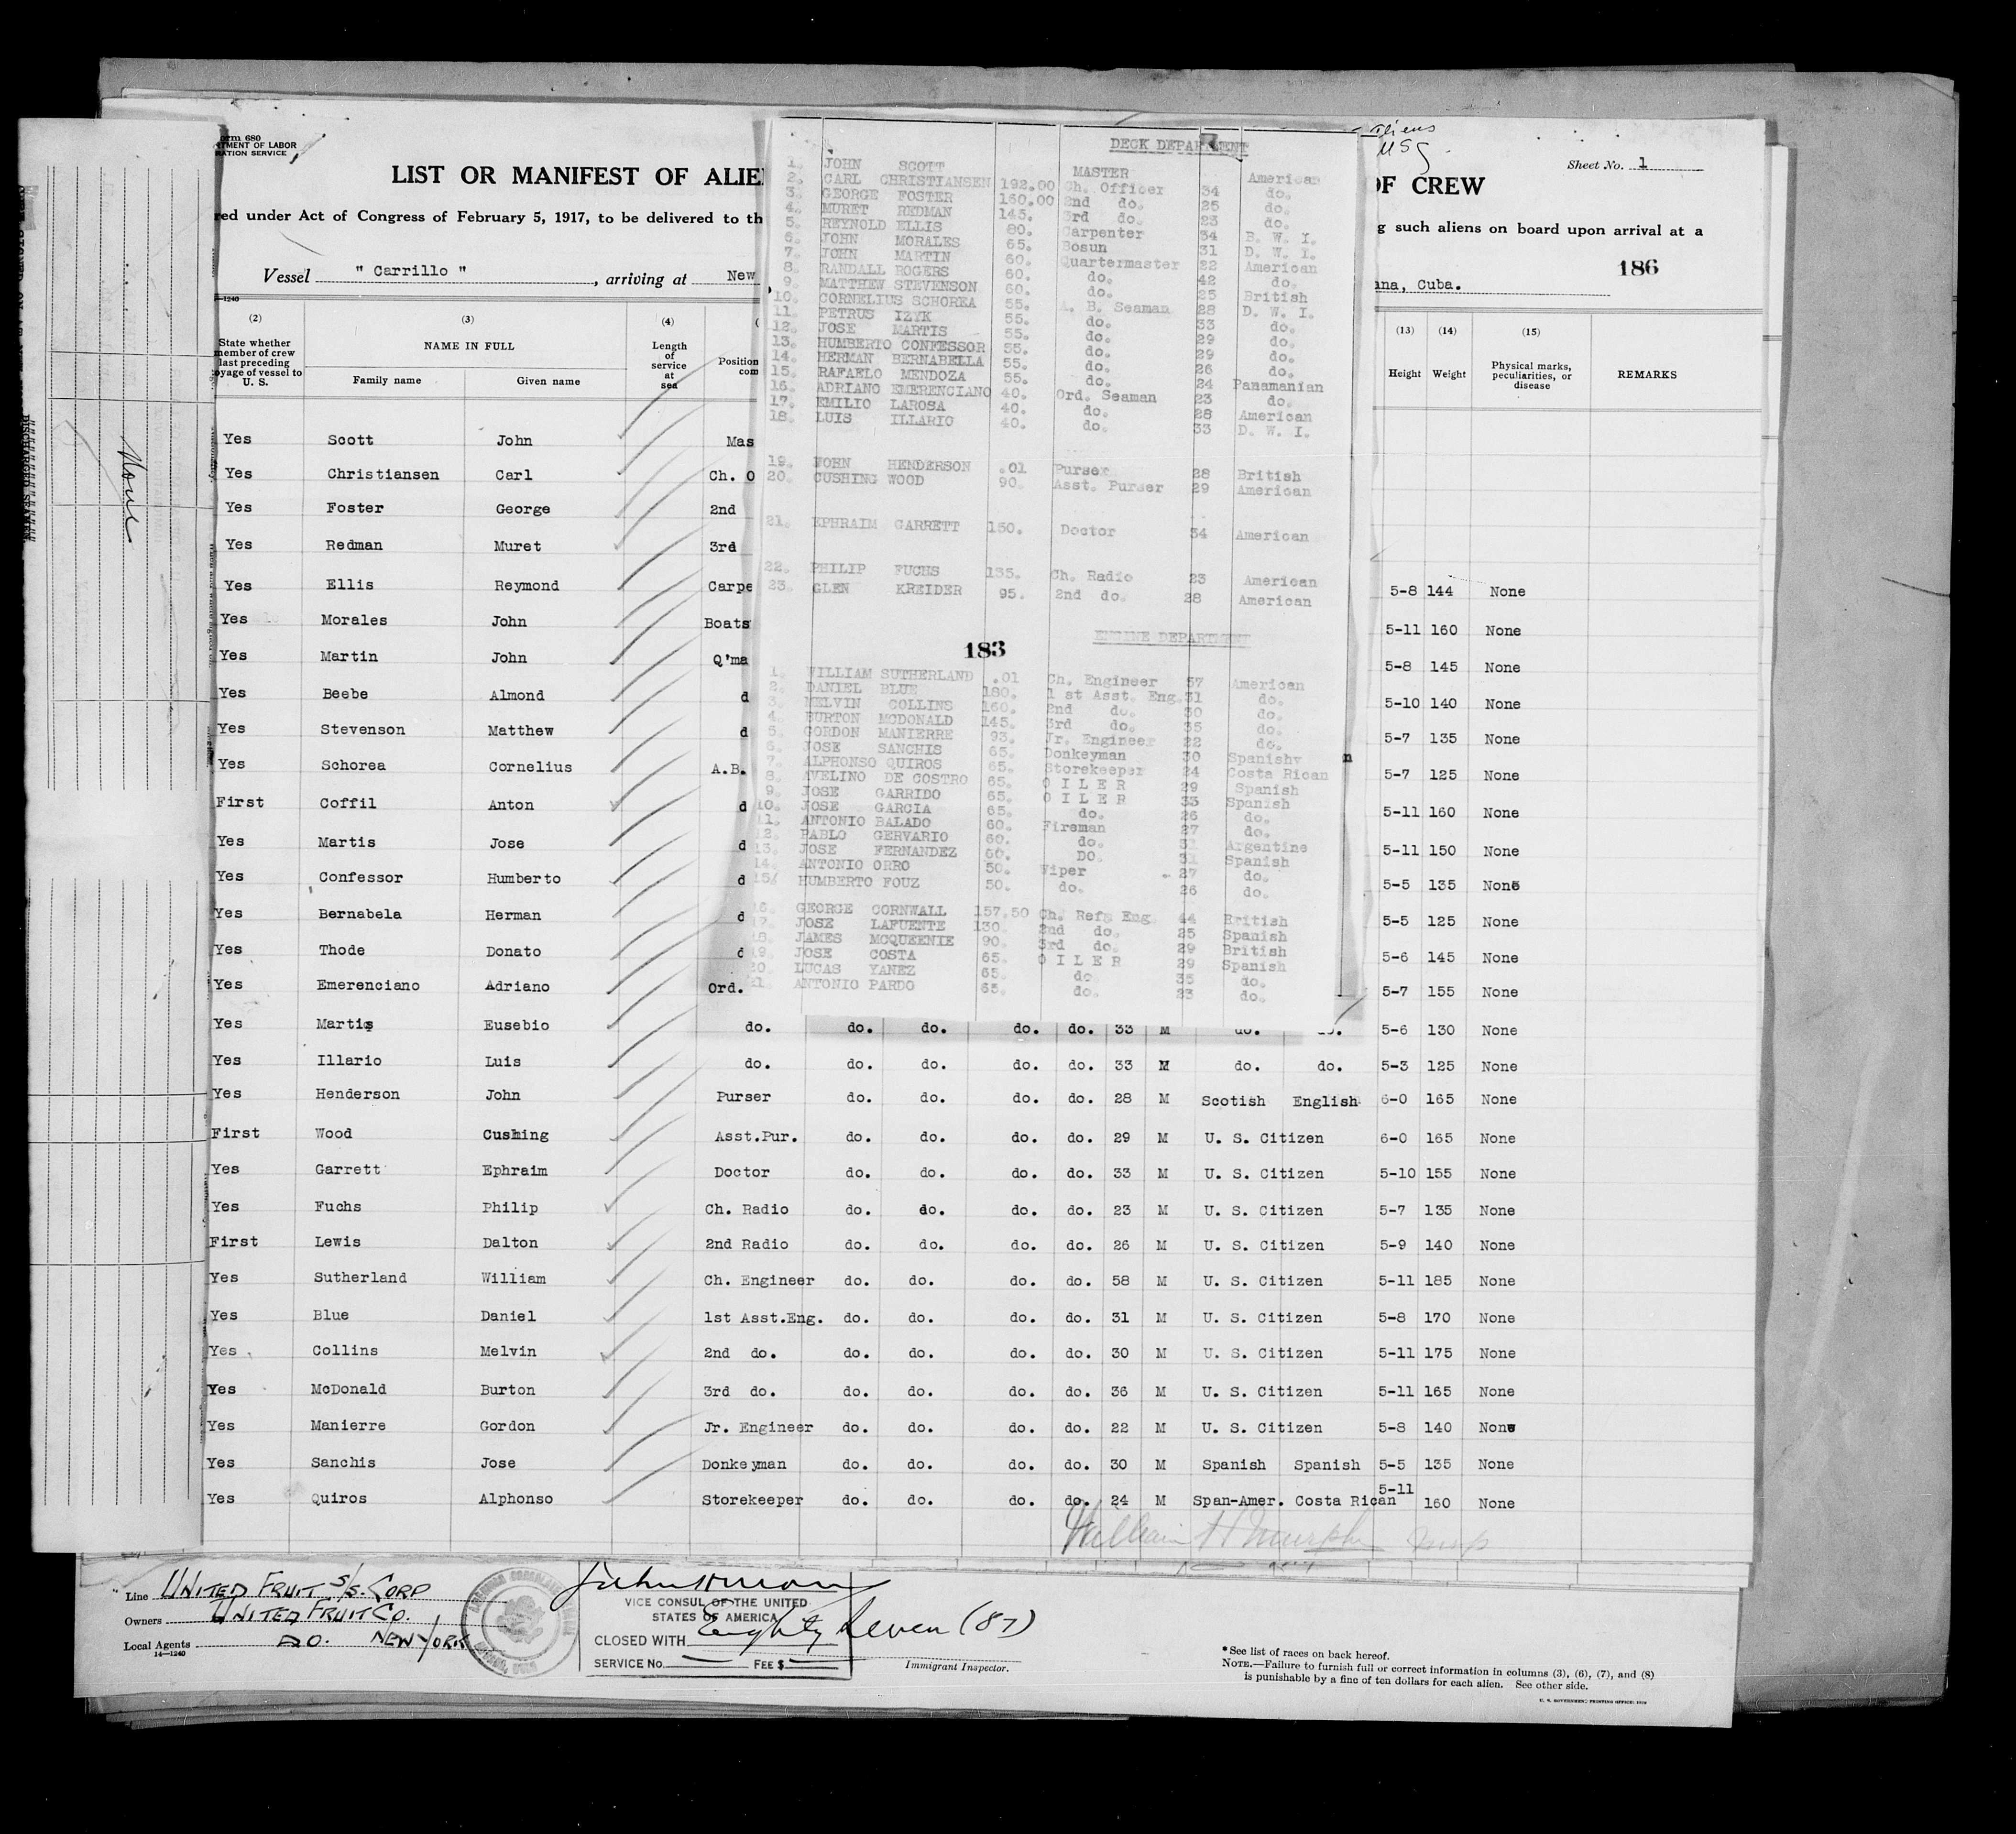 Form 680
DEPARTMENT OF LABOR
IMMIGRATION SERVICE
LIST OR MANIFEST OF ALIE
OF CREW
Aliens
USC
Sheet No. 1
red under Act of Congress of February 5, 1917, to be delivered to th
g such aliens on board upon arrival at a
186
Vessel " Carrillo " , arriving at New
ana, Cuba.
14-1240
(2) (3) (4) (13) (14) (15)
State whether member of crew last preceding voyage of vessel to U. S.
NAME IN FULL
Family name Given name
Length of service at sea
Position
com
Height Weight
Physical marks, peculiarities, or disease
REMARKS
Yes Scott John Mas
Yes Christiansen Carl Ch. O
Yes Foster George 2nd
Yes Redman Muret 3rd
Yes Ellis Reymond Carpe 5-8 144 None
Yes Morales John Boats 5-11 160 None
Yes Martin John Q'ma 5-8 145 None
Yes Beebe Almond d 5-10 140 None
Yes Stevenson Matthew d 5-7 135 None
Yes Schorea Cornelius A.B. 5-7 125 None
First Coffil Anton d 5-11 160 None
Yes Martis Jose d 5-11 150 None
Yes Confessor Humberto d 5-5 135 None
Yes Bernabela Herman d 5-5 125 None
Yes Thode Donato d 5-6 145 None
Yes Emerenciano Adriano Ord. 5-7 155 None
Yes Martis Eusebio do. do. do. do. do. 33 M do. do. 5-6 130 None
Yes Illario Luis do. do. do. do. do. 33 M do. do. 5-3 125 None
Yes Henderson John Purser do. do. do. do. 28 M Scotish English 6-0 165 None
First Wood Cushing Asst.Pur. do. do. do. do. 29 M U. S. Citizen 6-0 165 None
Yes Garrett Ephraim Doctor do. do. do. do. 33 M U. S. Citizen 5-10 155 None
Yes Fuchs Philip Ch. Radio do. do. do. do. 23 M U. S. Citizen 5-7 135 None
First Lewis Dalton 2nd Radio do. do. do. do. 26 M U. S. Citizen 5-9 140 None
Yes Sutherland William Ch. Engineer do. do. do. do. 58 M U. S. Citizen 5-11 185 None
Yes Blue Daniel 1st Asst.Eng. do. do. do. do. 31 M U. S. Citizen 5-8 170 None
Yes Collins Melvin 2nd do. do. do. do. do. 30 M U. S. Citizen 5-11 175 None
Yes McDonald Burton 3rd do. do. do. do. do. 36 M U. S. Citizen 5-11 165 None
Yes Manierre Gordon Jr. Engineer do. do. do. do. 22 M U. S. Citizen 5-8 140 None
Yes Sanchis Jose Donkeyman do. do. do. do. 30 M Spanish Spanish 5-5 135 None
Yes Quiros Alphonso Storekeeper do. do. do. do. 24 M Span-Amer. Costa Rican 5-11 160 None
DECK DEPARTMENT
1. JOHN SCOTT MASTER American
2. CARL CHRISTIANSEN 192.00 Ch. Officer 34 do.
3. GEORGE FOSTER 160.00 2nd do. 25 do.
4. MURET REDMAN 145. 3rd do. 23 do.
5. REYNOLD ELLIS 80. Carpenter 34 B. W. I.
6. JOHN MORALES 65. Bosun 31 D. W. I.
7. JOHN MARTIN 60. Quartermaster 22 American
8. RANDALL ROGERS 60. do. 42 do.
9. MATTHEW STEVENSON 60. do. 25 British
10. CORNELIUS SCHOREA 55. A. B. Seaman 28 D. W. I.
11. PETRUS IZYK 55. do. 33 do.
12. JOSE MARTIS 55. do. 29 do.
13. HUMBERTO CONFESSOR 55. do. 29 do.
14. HERMAN BERNABELLA 55. do. 26 do.
15. RAFAELO MENDOZA 55. do. 24 Panamanian
16. ADRIANO EMERENCIANO 40. Ord. Seaman 23 do.
17. EMILIO LAROSA 40. do. 28 American
18. LUIS ILLARIO 40. do. 33 D. W. I.
19. JOHN HENDERSON .01 Purser 28 British
20. CUSHING WOOD 90. Asst. Purser 29 American
21. EPHRAIM GARRETT 150. Doctor 34 American
22. PHILIP FUCHS 135. Ch. Radio 23 American
23. GLEN KREIDER 95. 2nd do. 28 American
183
ENGINE DEPARTMENT
1. WILLIAM SUTHERLAND .01 Ch. Engineer 57 American
2. DANIEL BLUE 180. 1 st Asst. Eng. 31 do.
3. MELVIN COLLINS 160. 2nd do. 30 do.
4. BURTON MCDONALD 145. 3rd do. 35 do.
5. GORDON MANIERRE 93. Jr. Engineer 22 do.
6. JOSE SANCHIS 65. Donkeyman 30 Spanish
7. ALPHONSO QUIROS 65. Storekeeper 24 Costa Rican
8. AVELINO DE COSTRO 65. O I L E R 29 Spanish
9. JOSE GARRIDO 65. O I L E R 33 Spanish
10. JOSE GARCIA 65. do. 26 do.
11. ANTONIO BALADO 60. Fireman 27 do.
12. PABLO GERVARIO 60. do. 31 Argentine
13. JOSE FERNANDEZ 60. DO. 31 Spanish
14. ANTONIO ORRO 50. Wiper 27 do.
15/ HUMBERTO FOUZ 50. do. 26 do.
16. GEORGE CORNWALL 157.50 Ch. Refg Eng. 44 British
17. JOSE LAFUENTE 130. 2nd do. 25 Spanish
18. JAMES MCQUEENIE 90. 3rd do. 29 British
19. JOSE COSTA 65. O I L E R 29 Spanish
20. LUCAS YANEZ 65. do 35 do.
21. ANTONIO PARDO 65. do. 23 do.
None
DISCHARGED SEAMEN
William H Murphy
Line UNITED FRUIT S/S. CORP
Owners UNITED FRUIT CO.
Local Agents DO. NEW YORK
14-1240
VICE CONSUL OF THE UNITED
STATES OF AMERICA
CLOSED WITH Eighty Seven (87)
SERVICE No. FEE $
Immigrant Inspector.
*See list of races on back hereof.
NOTE.—Failure to furnish full or correct information in columns (3), (6), (7), and (8)
is punishable by a fine of ten dollars for each alien. See other side.
U. S. GOVERNMENT PRINTING OFFICE: 1929